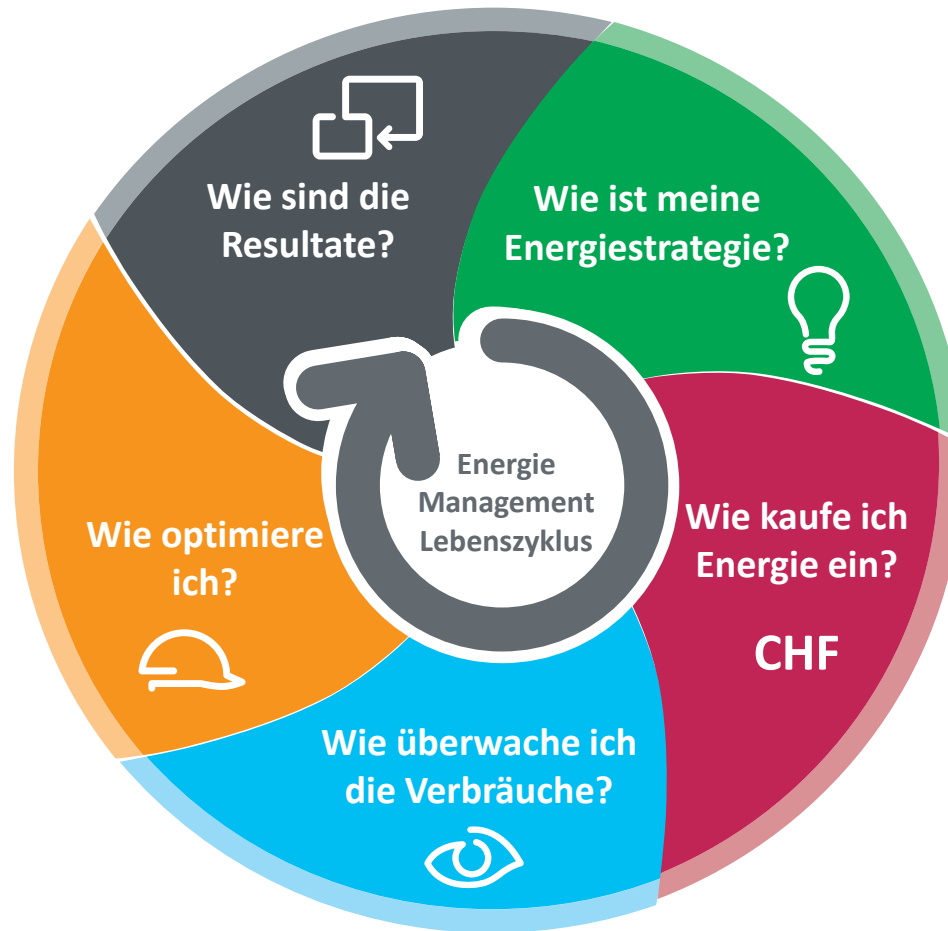 Wie sind die
Resultate?
Wie ist meine
Energiestrategie?
Energie
Management
Lebenszyklus
Wie kaufe ich
Energie ein?
CHF
Wie überwache ich
die Verbräuche?
Wie optimiere
ich?